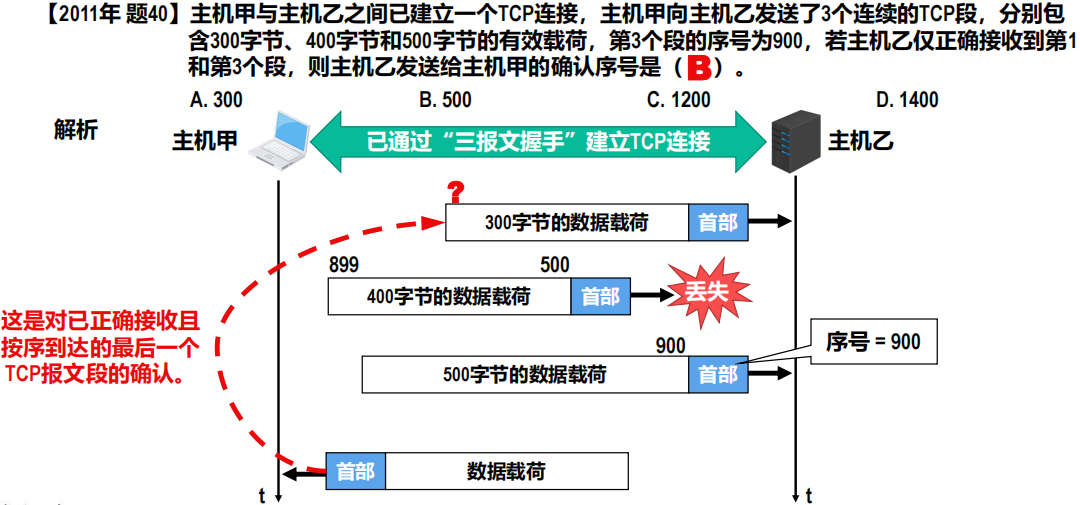 【2011年 题40】主机甲与主机乙之间已建立一个TCP连接，主机甲向主机乙发送了3个连续的TCP段，分别包
含300字节、400字节和500字节的有效载荷，第3个段的序号为900，若主机乙仅正确接收到第1
和第3个段，则主机乙发送给主机甲的确认序号是（B）。
A. 300 B. 500 C. 1200 D. 1400
解析
主机甲
已通过“三报文握手”建立TCP连接
主机乙
?
300字节的数据载荷 首部
899 500
400字节的数据载荷 首部
丢失
这是对已正确接收且
按序到达的最后一个
TCP报文段的确认。
序号 = 900
900
500字节的数据载荷 首部
首部 数据载荷
t t